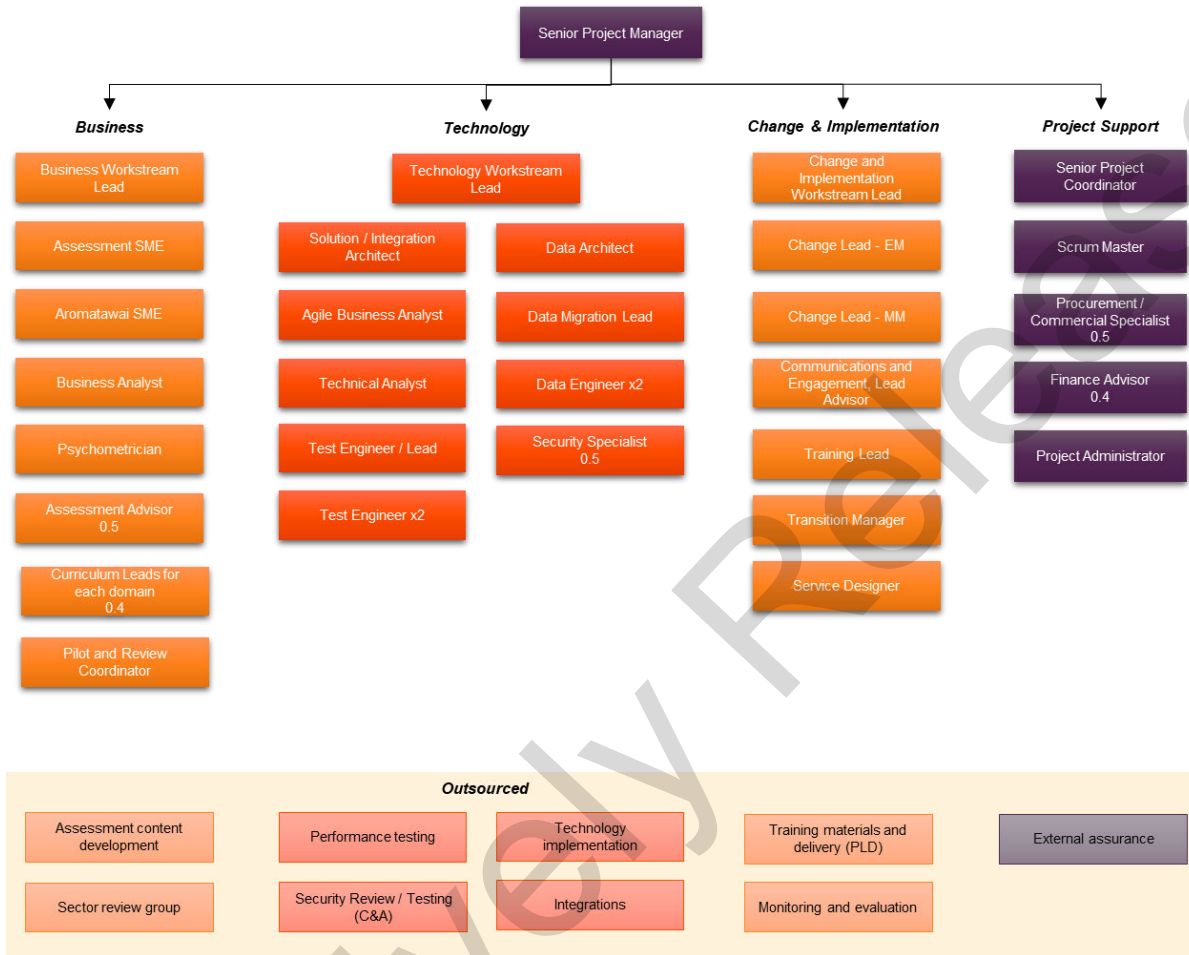 Senior Project Manager
Business
Technology
Change & Implementation
Project Support
Business Workstream
Lead
Assessment SME
Aromatawai SME
Business Analyst
Psychometrician
Assessment Advisor
0.5
Curriculum Leads for
each domain
0.4
Pilot and Review
Coordinator
Technology Workstream
Lead
Solution / Integration
Architect
Agile Business Analyst
Technical Analyst
Test Engineer / Lead
Test Engineer x2
Data Architect
Data Migration Lead
Data Engineer x2
Security Specialist
0.5
Change and
Implementation
Workstream Lead
Change Lead - EM
Change Lead - MM
Communications and
Engagement, Lead
Advisor
Training Lead
Transition Manager
Service Designer
Senior Project
Coordinator
Scrum Master
Procurement /
Commercial Specialist
0.5
Finance Advisor
0.4
Project Administrator
Outsourced
Assessment content
development
Sector review group
Performance testing
Security Review / Testing
(C&A)
Technology
implementation
Integrations
Training materials and
delivery (PLD)
Monitoring and evaluation
External assurance